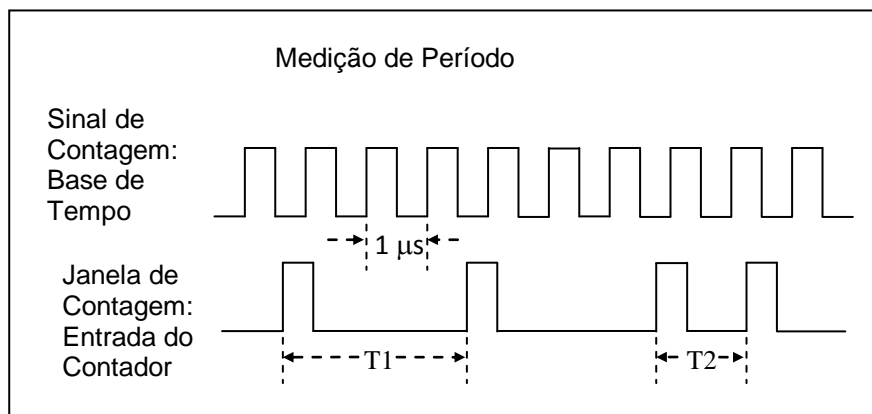 Medição de Período
Sinal de
Contagem:
Base de
Tempo
1 μs
Janela de
Contagem:
Entrada do
Contador
T1
T2